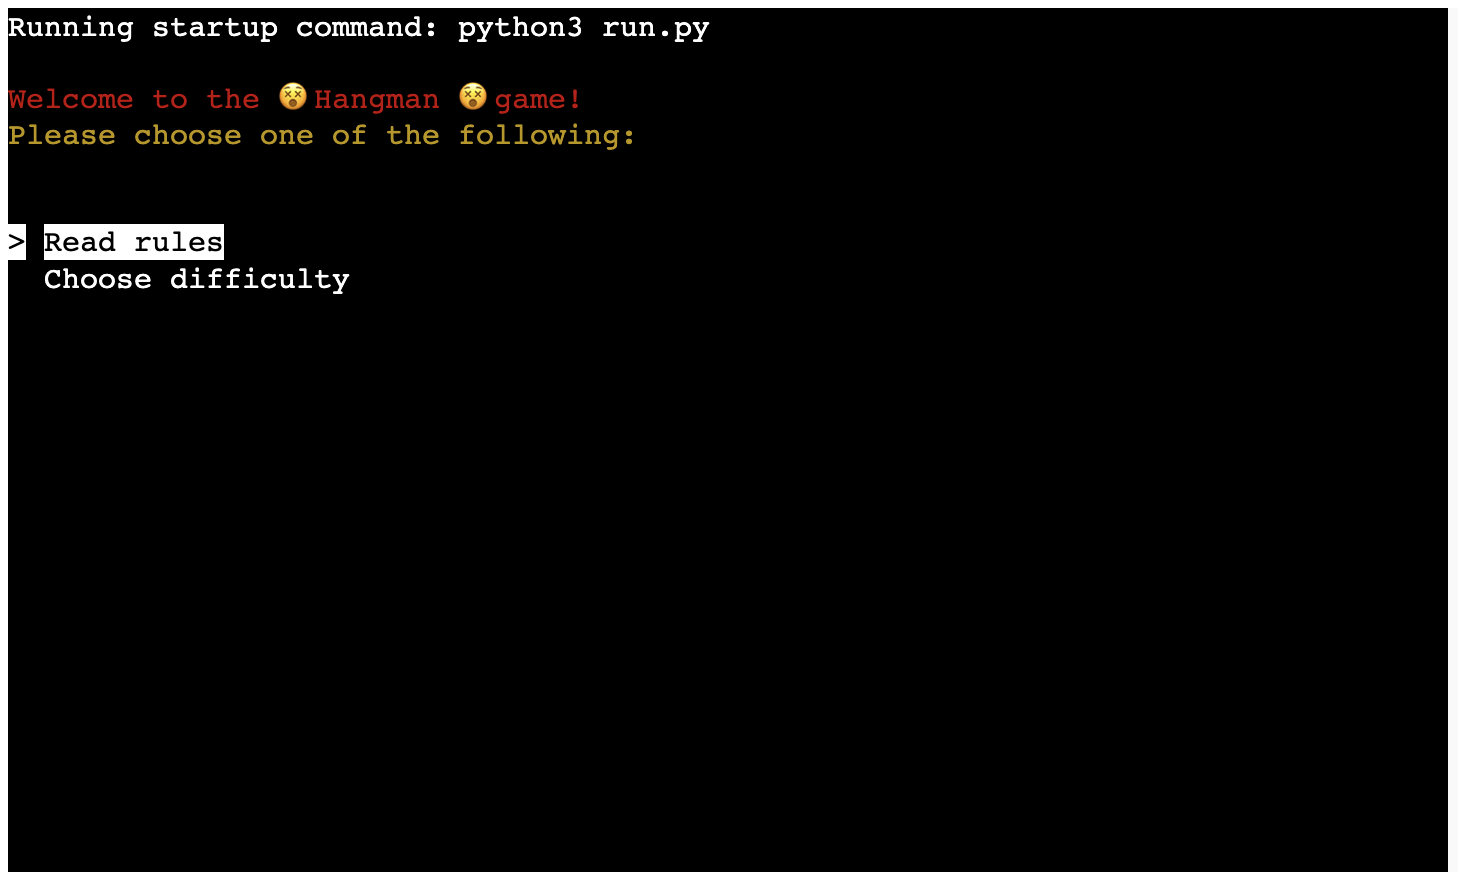 Running startup command: python3 run.py
Welcome to the 😵 Hangman 😵 game!
Please choose one of the following:
> Read rules
Choose difficulty